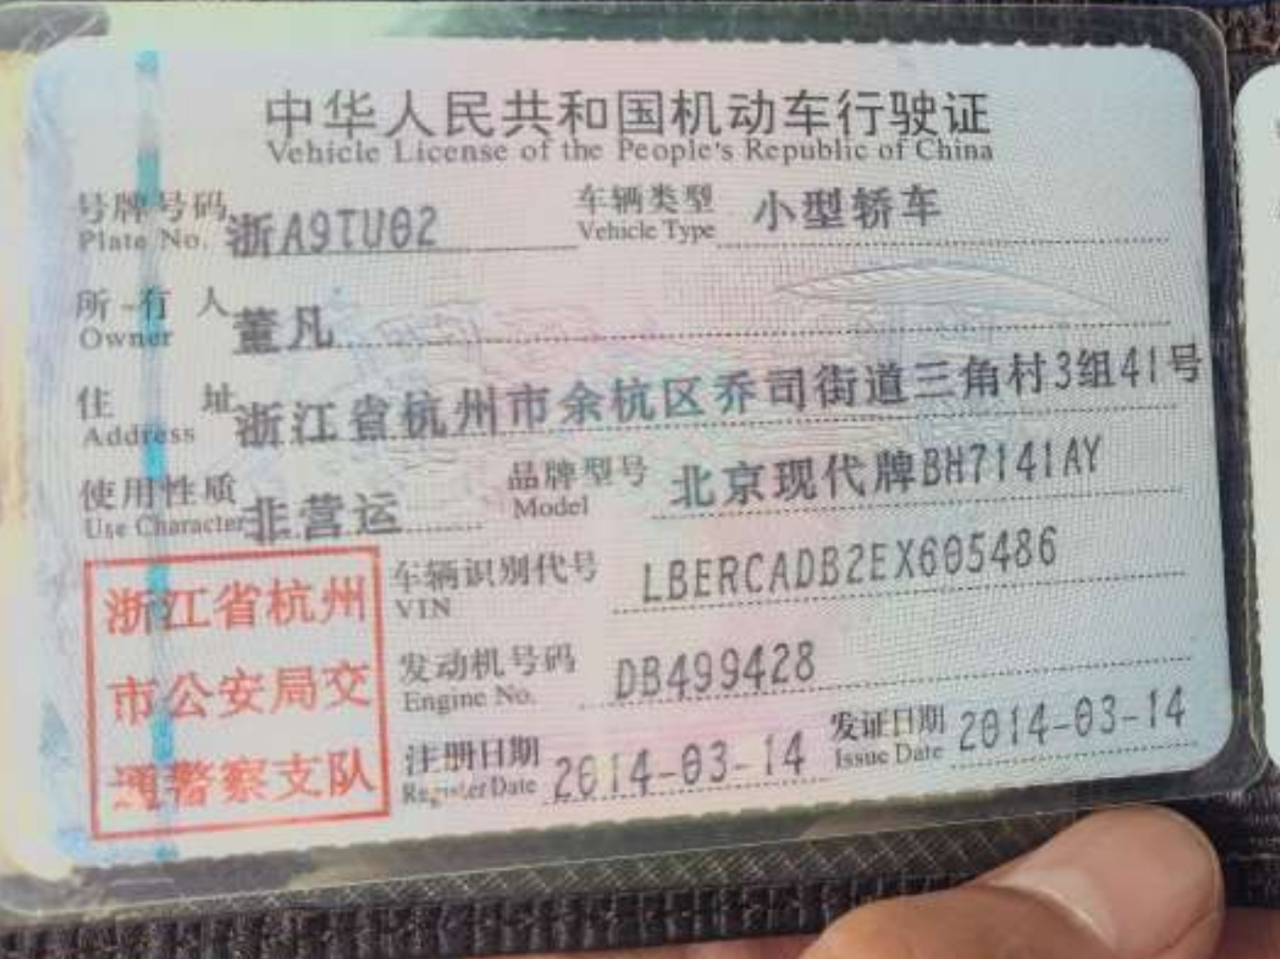 中华人民共和国机动车行驶证
Vehicle License of the People's Republic of China
号牌号码 浙A9TU02 车辆类型 小型轿车
Plate No. Vehicle Type
所有人 董凡
Owner
住址 浙江省杭州市余杭区乔司街道三角村3组41号
Address
使用性质 非营运 品牌型号 北京现代牌BH7141AY
Use Character Model
车辆识别代号 LBERCADB2EX605486
VIN
发动机号码 DB499428
Engine No.
注册日期 2014-03-14 发证日期 2014-03-14
Register Date Issue Date
浙江省杭州
市公安局交
通警察支队